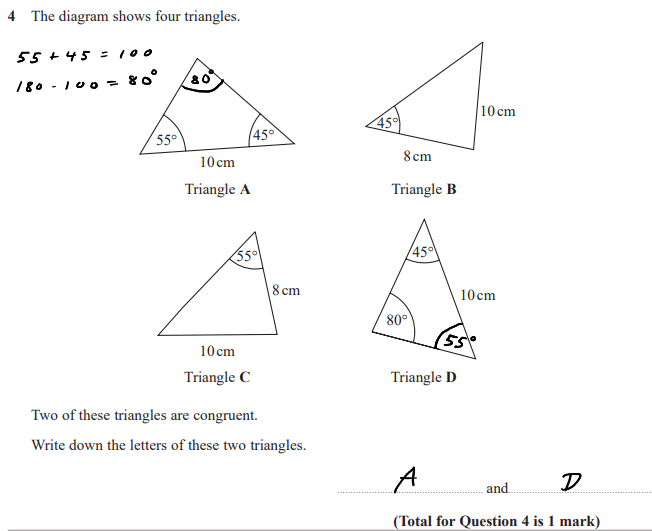 4 The diagram shows four triangles.
55 + 45 = 100
180 - 100 = 80°
80°
55°
45°
10 cm
Triangle A
45°
10 cm
8 cm
Triangle B
55°
8 cm
10 cm
Triangle C
45°
10 cm
80°
55°
Triangle D
Two of these triangles are congruent.
Write down the letters of these two triangles.
A and D
(Total for Question 4 is 1 mark)